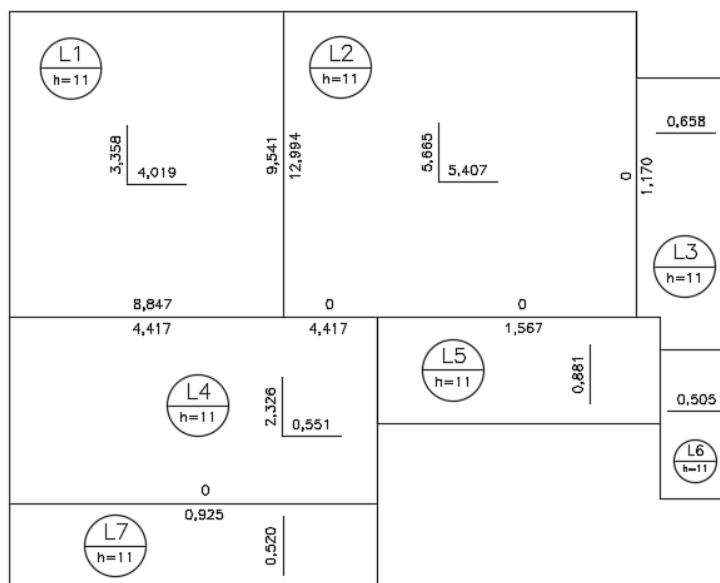 L1
h=11
3,358
4,019
9,541
12,994
L2
h=11
5,665
5,407
0
1,170
0,658
L3
h=11
8,847
0
0
4,417
4,417
1,567
L4
h=11
2,326
0,551
L5
h=11
0,881
0,505
L6
h=11
0
0,925
L7
h=11
0,520